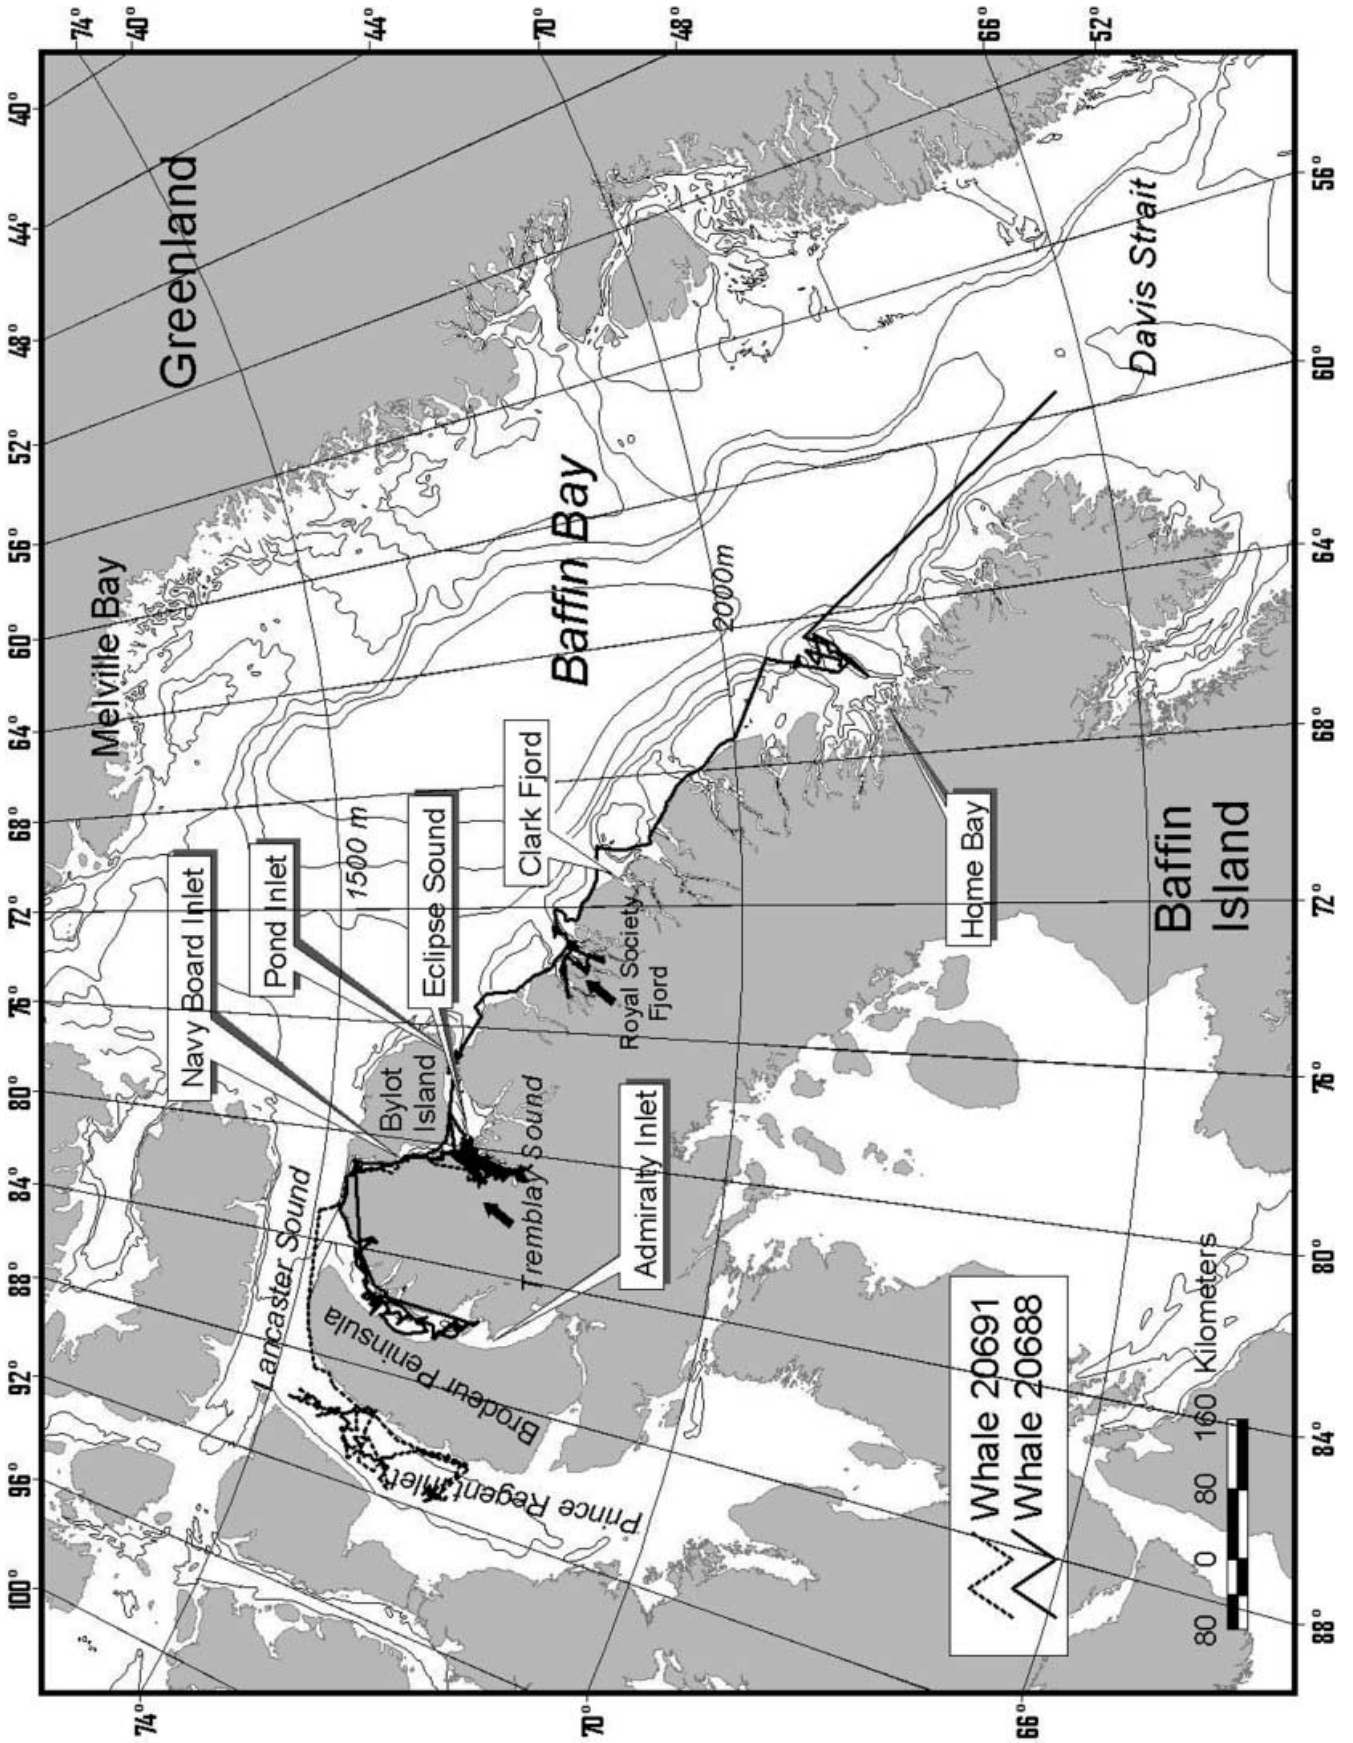 100° 96° 92° 88° 84° 80° 76° 72° 68° 64° 60° 56° 52° 48° 44° 40°
74°
74°
40°
Melville Bay
Greenland
Navy Board Inlet
Pond Inlet
Lancaster Sound
1500 m
44°
Bylot
Island
Eclipse Sound
Brodeur Peninsula
Prince Regent Inlet
Tremblay Sound
Clark Fjord
Baffin Bay
70°
70°
Admiralty Inlet
Royal Society
Fjord
48°
2000m
Home Bay
66°
66°
Whale 20691
Whale 20688
52°
Davis Strait
Baffin
Island
80 0 80 160 Kilometers
88° 84° 80° 76° 72° 68° 64° 60° 56°